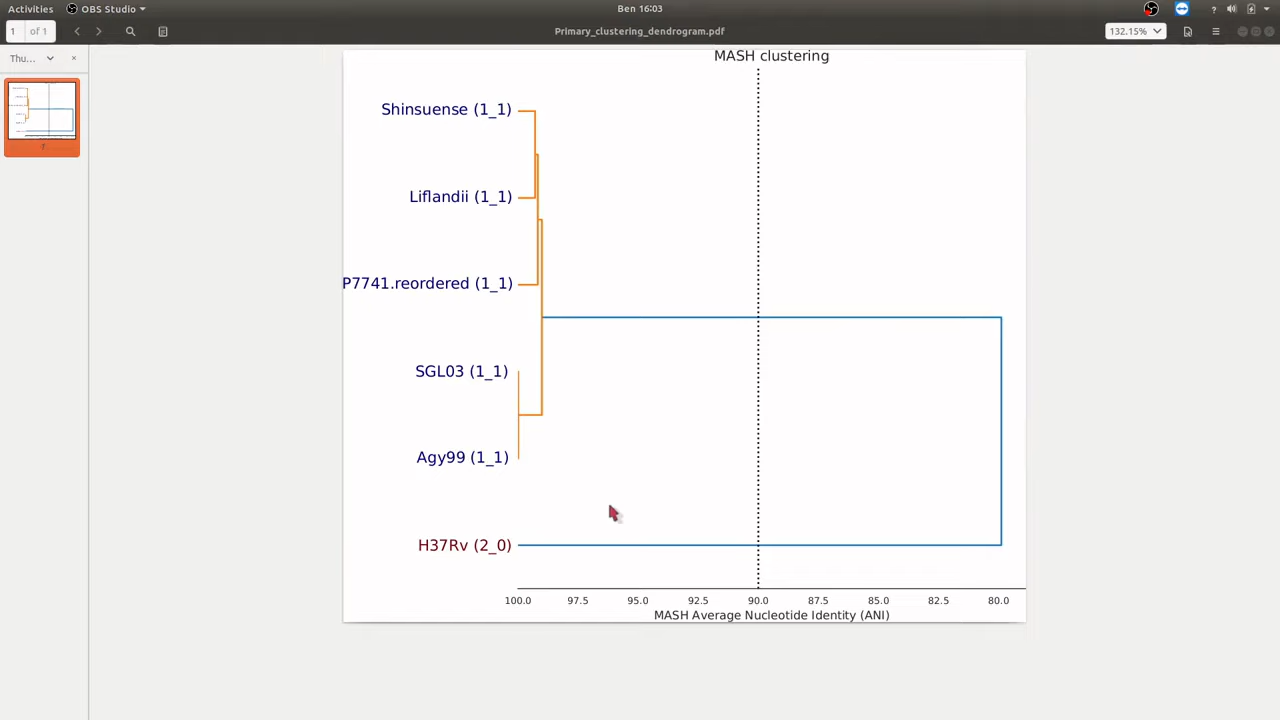 Activities OBS Studio Ben 16:03 ?
1 of 1 Primary_clustering_dendrogram.pdf 132.15%
Thu... ×
MASH clustering
Shinsuense (1_1)
Liflandii (1_1)
P7741.reordered (1_1)
SGL03 (1_1)
Agy99 (1_1)
H37Rv (2_0)
100.0 97.5 95.0 92.5 90.0 87.5 85.0 82.5 80.0
MASH Average Nucleotide Identity (ANI)